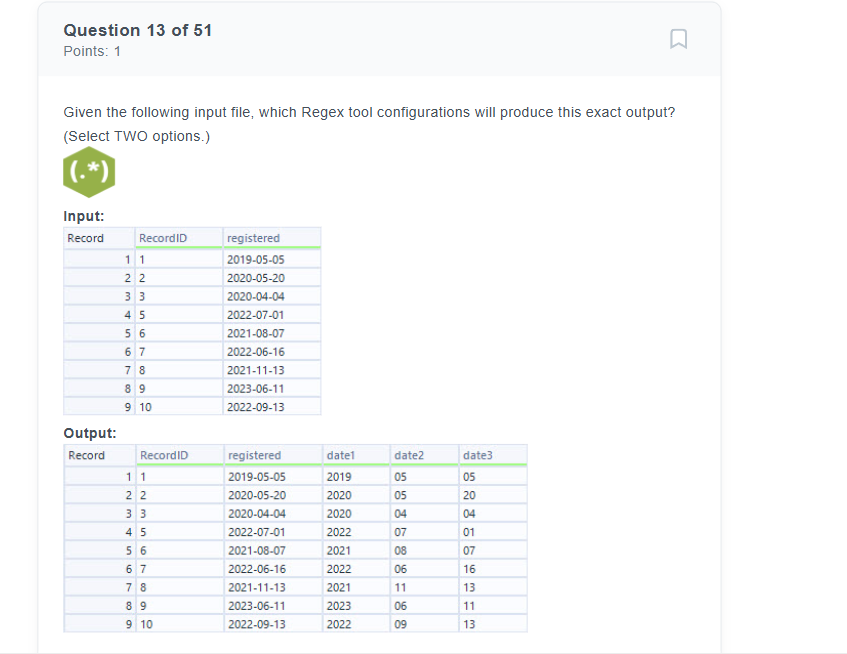 Question 13 of 51
Points: 1
Given the following input file, which Regex tool configurations will produce this exact output?
(Select TWO options.)
(.*)
Input:
Record RecordID registered
1 1 2019-05-05
2 2 2020-05-20
3 3 2020-04-04
4 5 2022-07-01
5 6 2021-08-07
6 7 2022-06-16
7 8 2021-11-13
8 9 2023-06-11
9 10 2022-09-13
Output:
Record RecordID registered date1 date2 date3
1 1 2019-05-05 2019 05 05
2 2 2020-05-20 2020 05 20
3 3 2020-04-04 2020 04 04
4 5 2022-07-01 2022 07 01
5 6 2021-08-07 2021 08 07
6 7 2022-06-16 2022 06 16
7 8 2021-11-13 2021 11 13
8 9 2023-06-11 2023 06 11
9 10 2022-09-13 2022 09 13